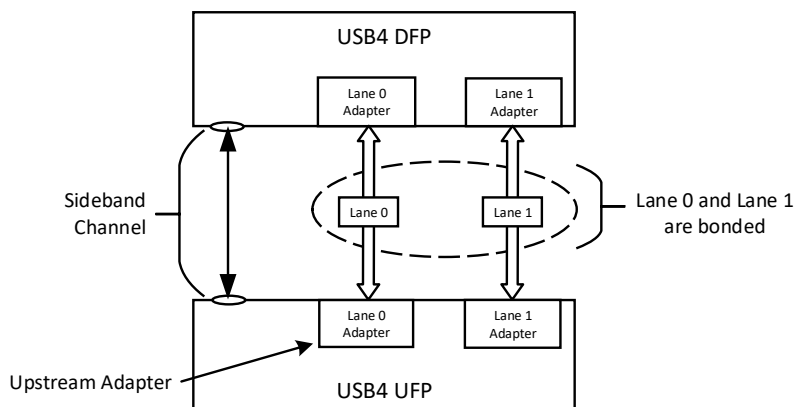 USB4 DFP
Lane 0
Adapter
Lane 1
Adapter
Sideband
Channel
Lane 0
Lane 1
Lane 0 and Lane 1
are bonded
Lane 0
Adapter
Lane 1
Adapter
Upstream Adapter
USB4 UFP